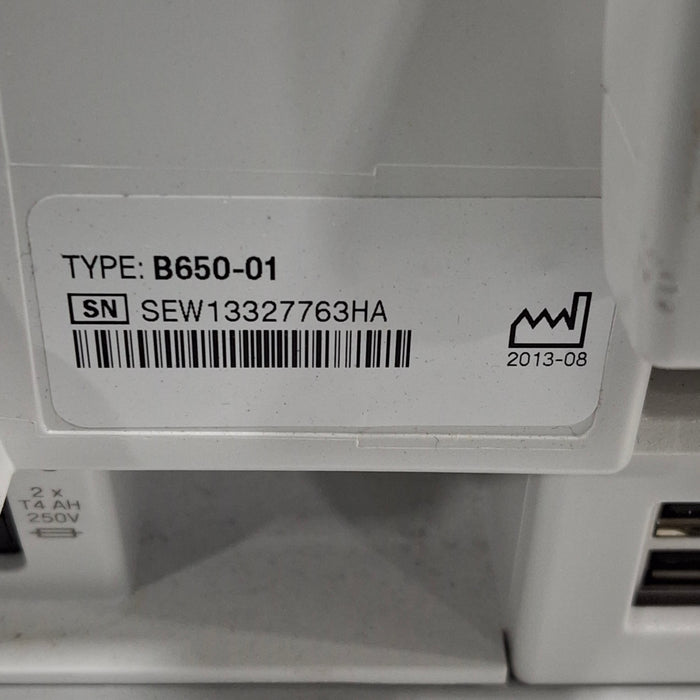 TYPE: B650-01
SN SEW13327763HA
2013-08
2 x
T4 AH
250V